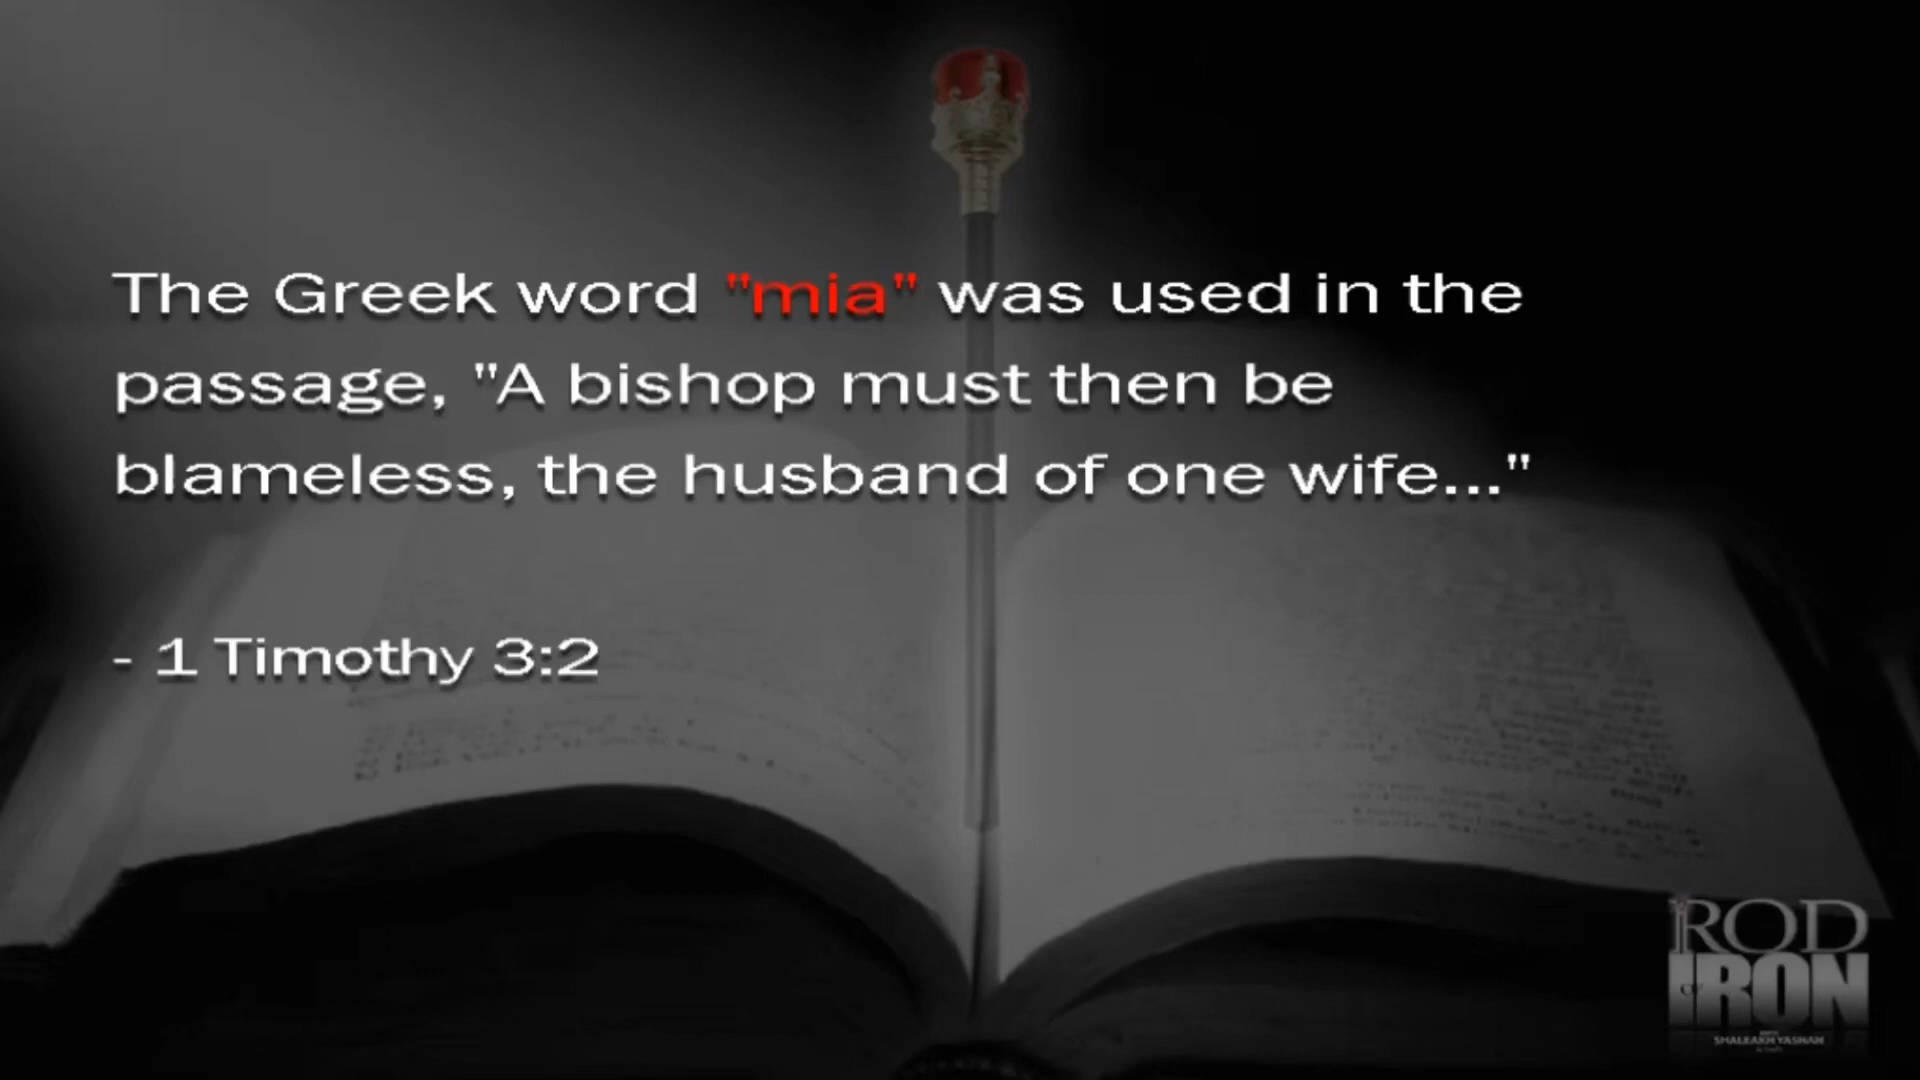 The Greek word "mia" was used in the
passage, "A bishop must then be
blameless, the husband of one wife..."
- 1 Timothy 3:2
ROD
OF IRON